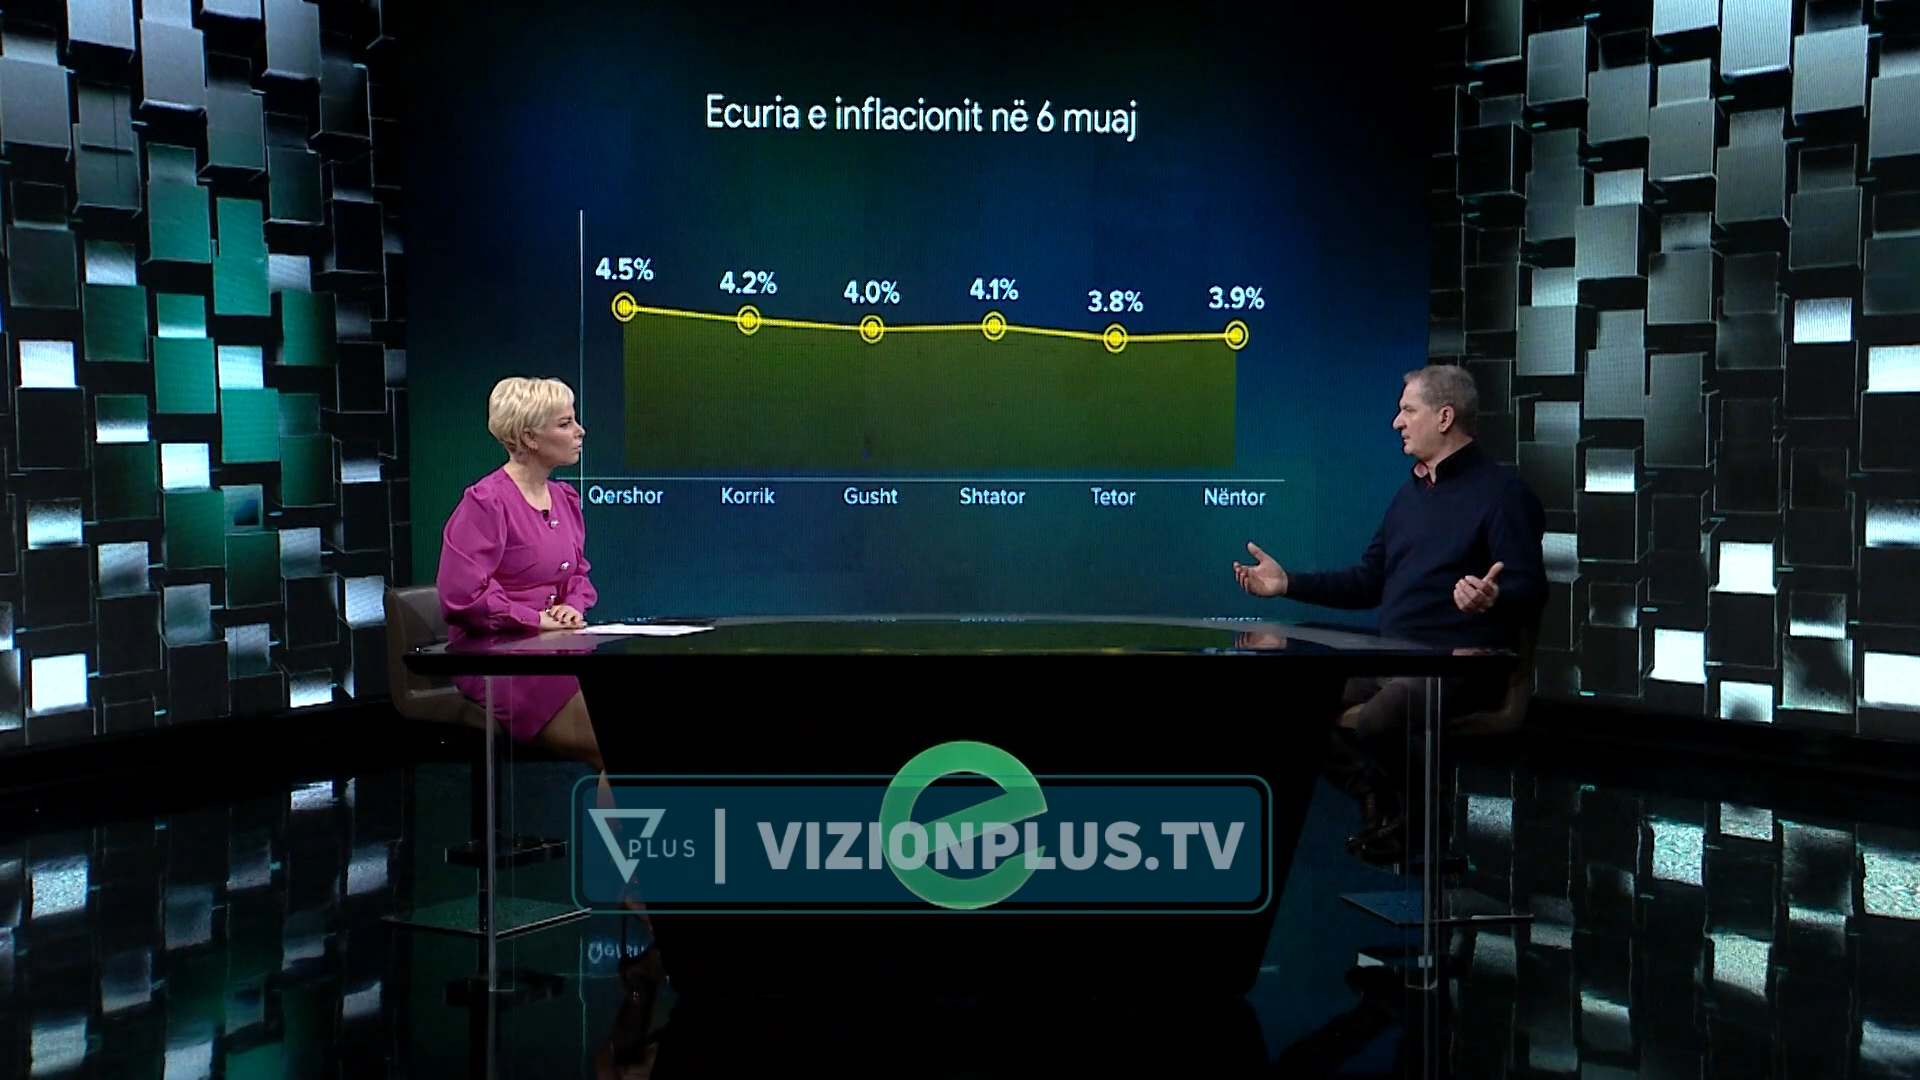 Ecuria e inflacionit në 6 muaj
4.5% 4.2% 4.0% 4.1% 3.8% 3.9%
Qershor Korrik Gusht Shtator Tetor Nëntor
PLUS | VIZIONPLUS.TV